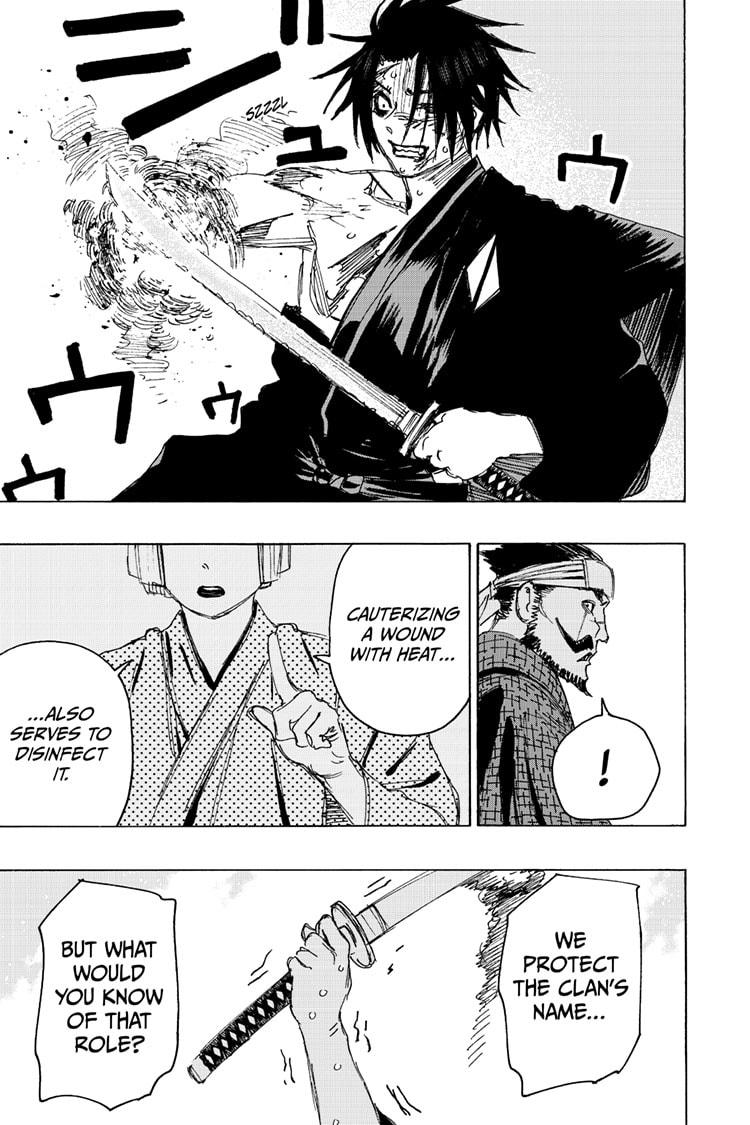 ジュウウウウ
SZZZL
!
CAUTERIZING
A WOUND
WITH HEAT...
...ALSO
SERVES TO
DISINFECT
IT.
WE
PROTECT
THE CLAN'S
NAME...
BUT WHAT
WOULD
YOU KNOW
OF THAT
ROLE?